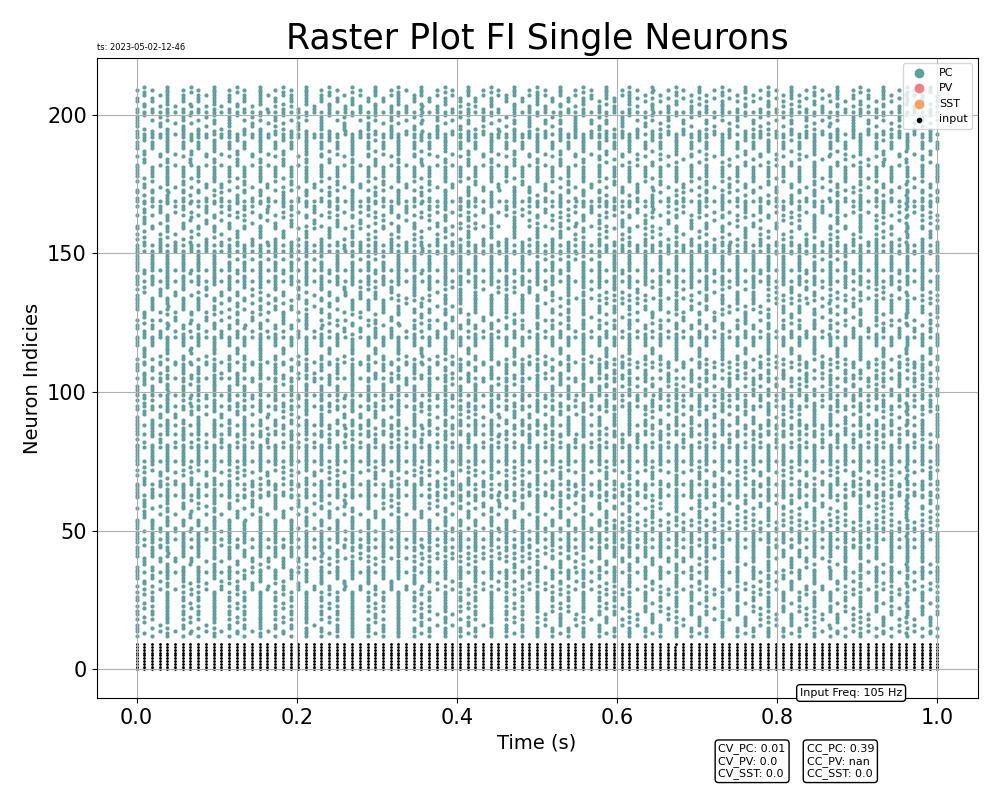 Raster Plot FI Single Neurons
ts: 2023-05-02-12-46
PC
PV
SST
input
200
150
100
50
0
Neuron Indicies
0.0 0.2 0.4 0.6 0.8 1.0
Input Freq: 105 Hz
Time (s)
CV_PC: 0.01
CV_PV: 0.0
CV_SST: 0.0
CC_PC: 0.39
CC_PV: nan
CC_SST: 0.0